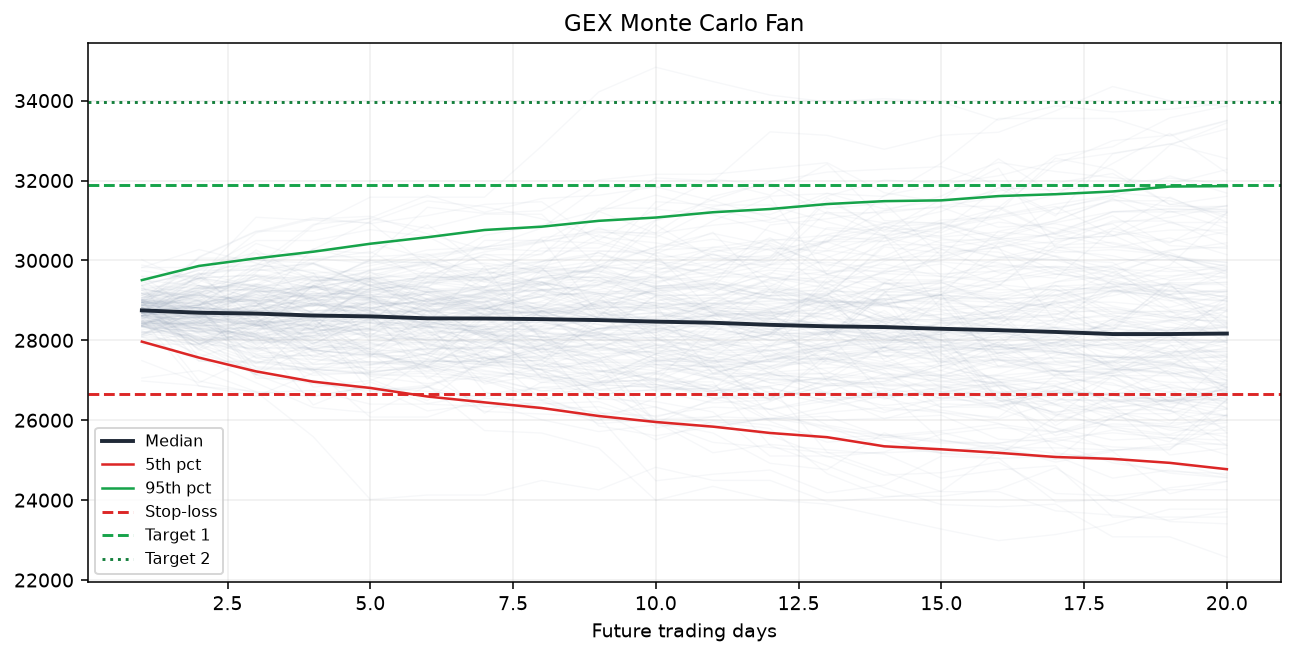 GEX Monte Carlo Fan
34000
32000
30000
28000
26000
24000
22000
Median
5th pct
95th pct
Stop-loss
Target 1
Target 2
2.5 5.0 7.5 10.0 12.5 15.0 17.5 20.0
Future trading days